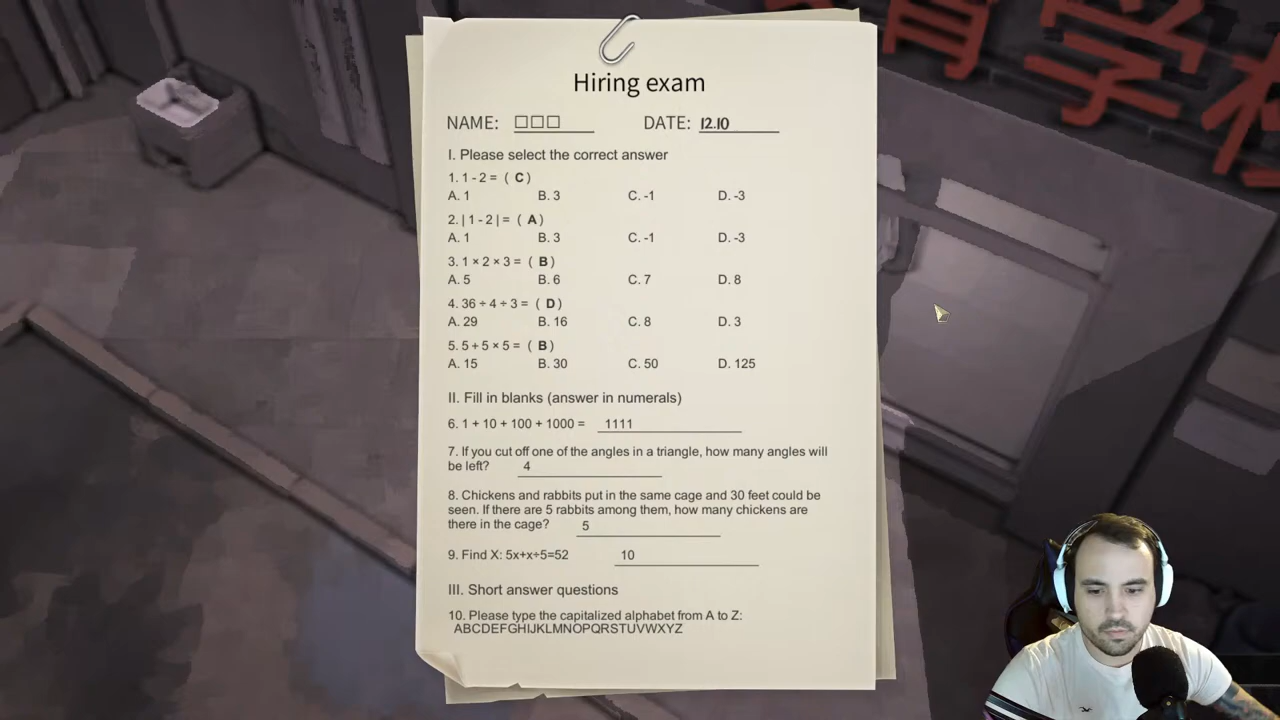 育学校
Hiring exam
NAME: □□□ DATE: 12.10
I. Please select the correct answer
1. 1 - 2 = ( C )
A. 1 B. 3 C. -1 D. -3
2. | 1 - 2 | = ( A )
A. 1 B. 3 C. -1 D. -3
3. 1 × 2 × 3 = ( B )
A. 5 B. 6 C. 7 D. 8
4. 36 ÷ 4 ÷ 3 = ( D )
A. 29 B. 16 C. 8 D. 3
5. 5 + 5 × 5 = ( B )
A. 15 B. 30 C. 50 D. 125
II. Fill in blanks (answer in numerals)
6. 1 + 10 + 100 + 1000 = 1111
7. If you cut off one of the angles in a triangle, how many angles will
be left? 4
8. Chickens and rabbits put in the same cage and 30 feet could be
seen. If there are 5 rabbits among them, how many chickens are
there in the cage? 5
9. Find X: 5x+x÷5=52 10
III. Short answer questions
10. Please type the capitalized alphabet from A to Z:
ABCDEFGHIJKLMNOPQRSTUVWXYZ